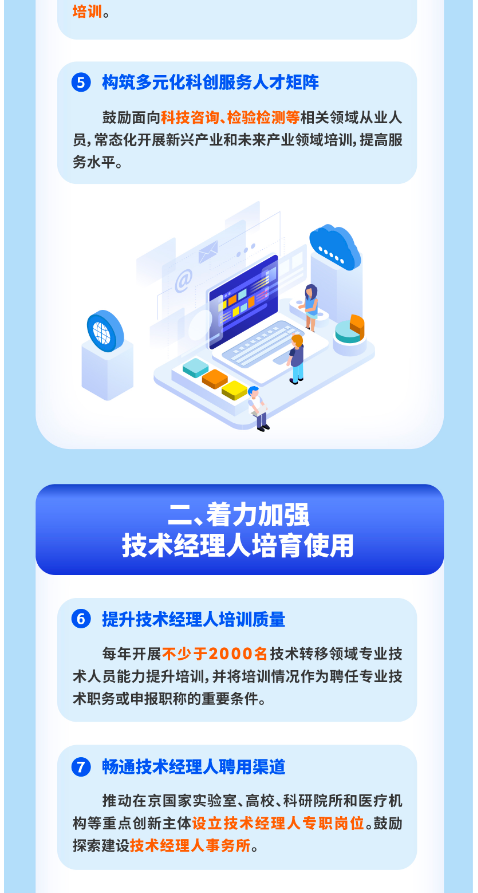 培训。
5 构筑多元化科创服务人才矩阵
鼓励面向科技咨询、检验检测等相关领域从业人
员，常态化开展新兴产业和未来产业领域培训，提高服
务水平。
@
二、着力加强
技术经理人培育使用
6 提升技术经理人培训质量
每年开展不少于2000名技术转移领域专业技
术人员能力提升培训，并将培训情况作为聘任专业技
术职务或申报职称的重要条件。
7 畅通技术经理人聘用渠道
推动在京国家实验室、高校、科研院所和医疗机
构等重点创新主体设立技术经理人专职岗位。鼓励
探索建设技术经理人事务所。